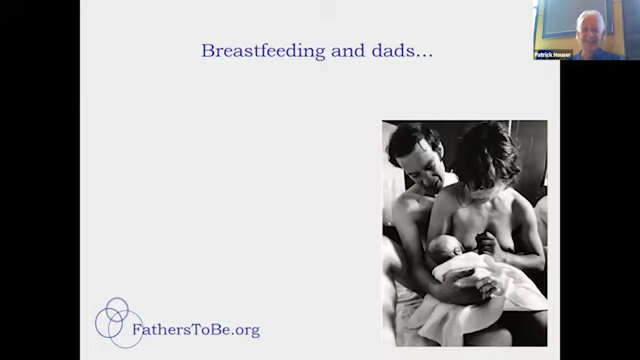 Breastfeeding and dads…
Patrick Houser
FathersToBe.org